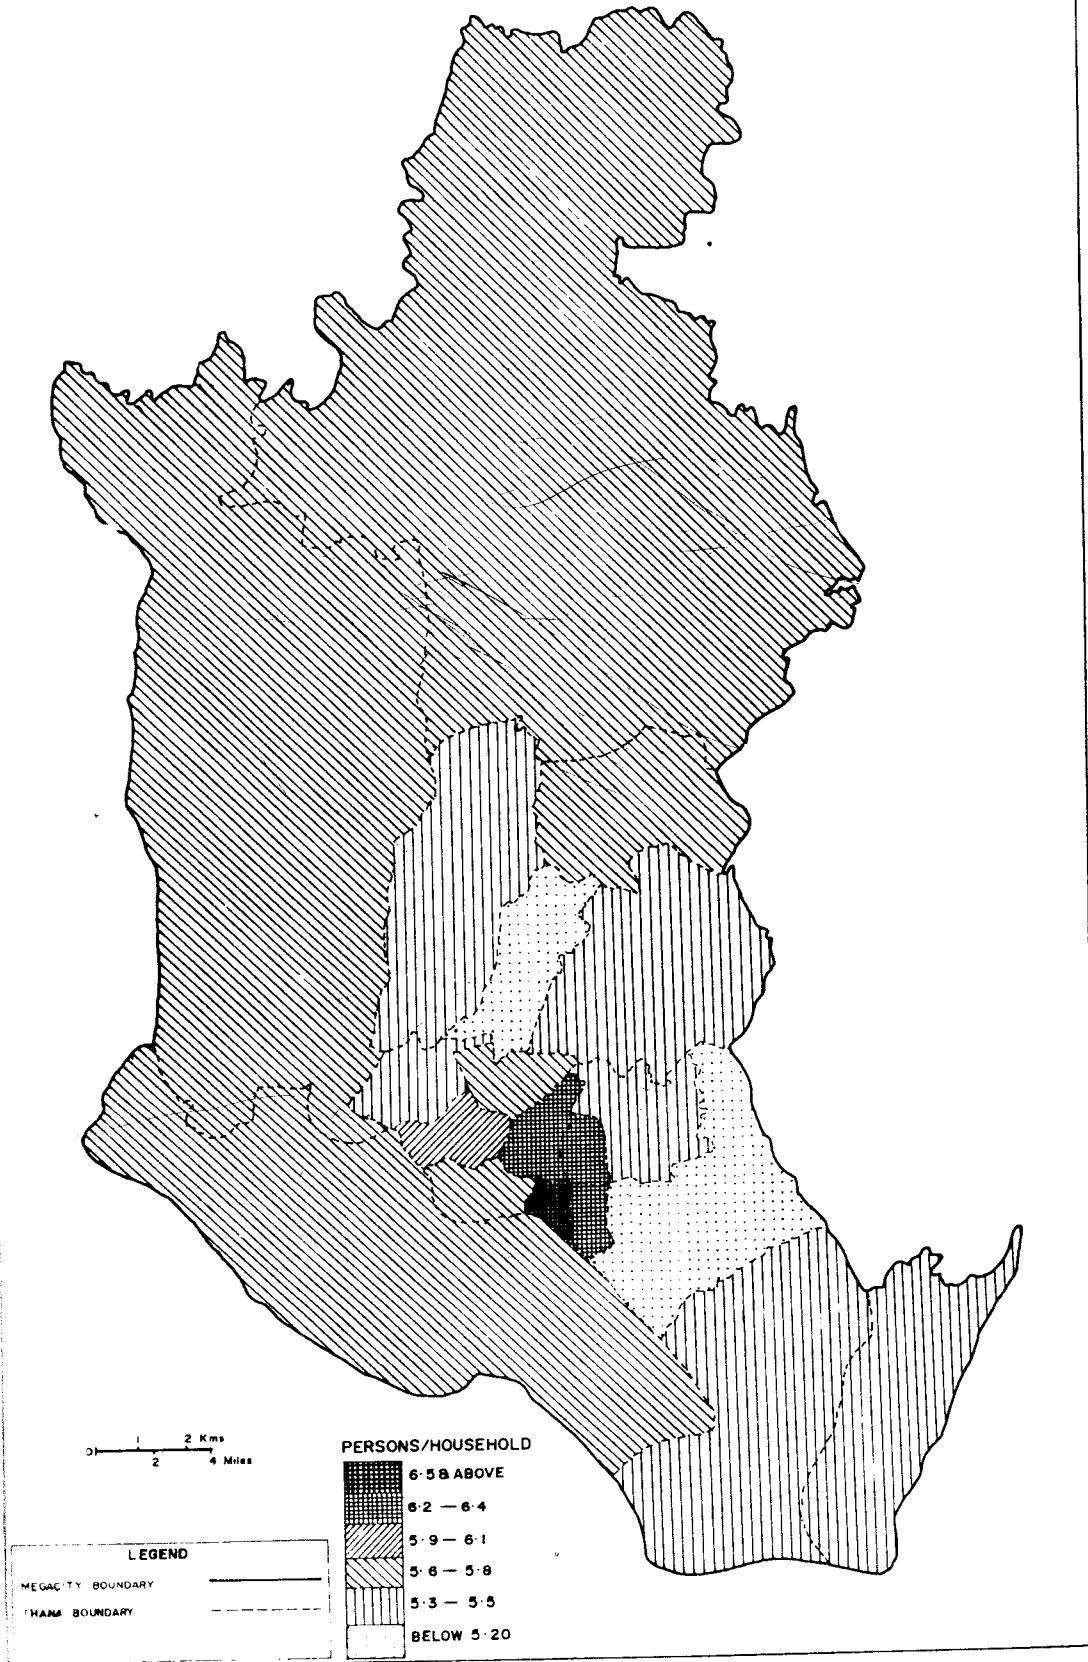 1 2 Kms
0
2 4 Miles
PERSONS/HOUSEHOLD
6·5 & ABOVE
6·2 — 6·4
5·9 — 6·1
5·6 — 5·8
5·3 — 5·5
BELOW 5·20
LEGEND
MEGACITY BOUNDARY
THANA BOUNDARY